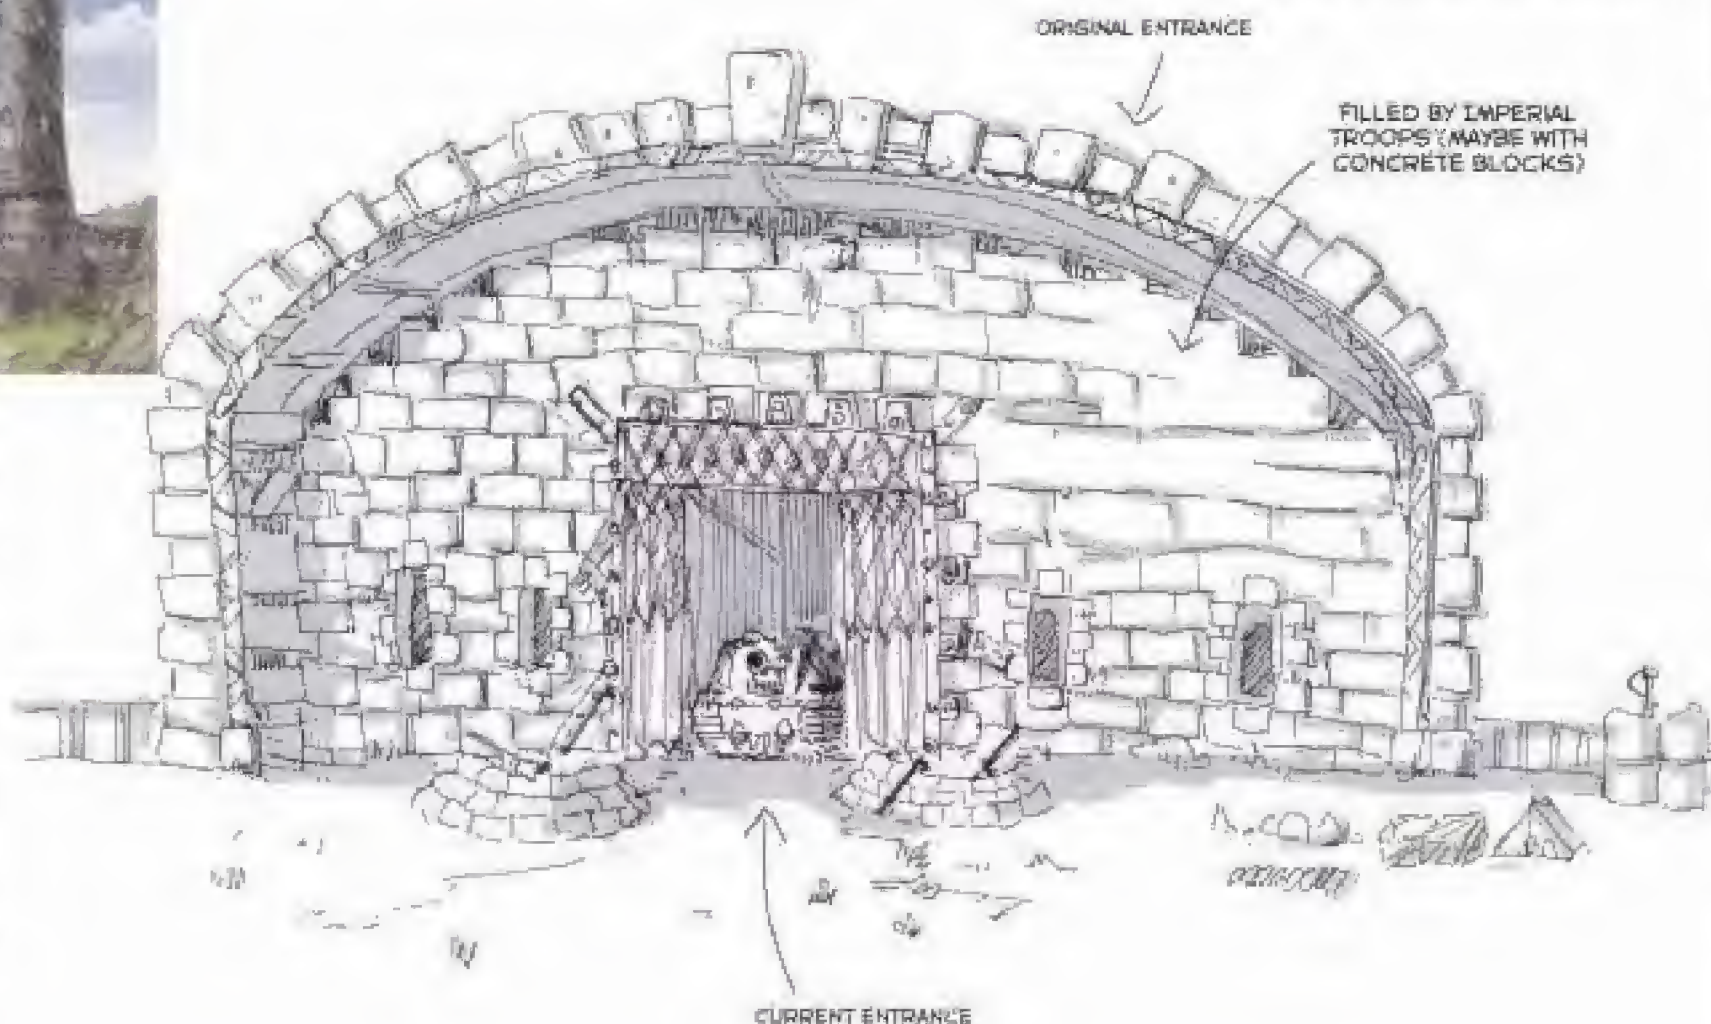 ORIGINAL ENTRANCE
FILLED BY IMPERIAL
TROOPS (MAYBE WITH
CONCRETE BLOCKS)
CURRENT ENTRANCE